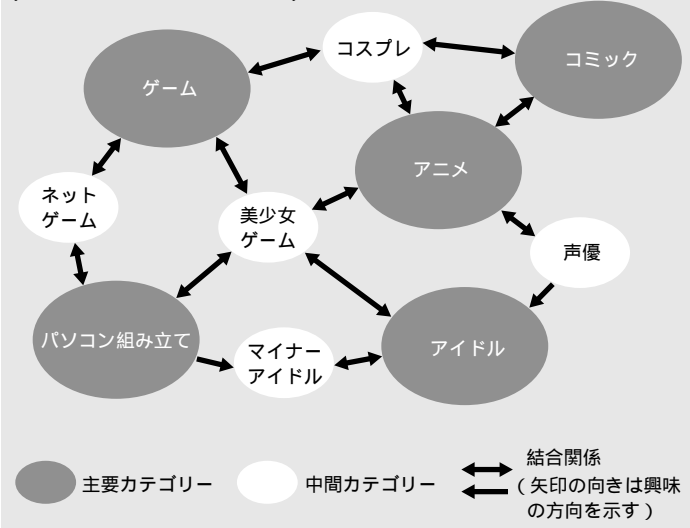 コスプレ
コミック
ゲーム
アニメ
ネット
ゲーム
美少女
ゲーム
声優
パソコン組み立て
マイナー
アイドル
アイドル
主要カテゴリー
中間カテゴリー
結合関係
(矢印の向きは興味
の方向を示す)